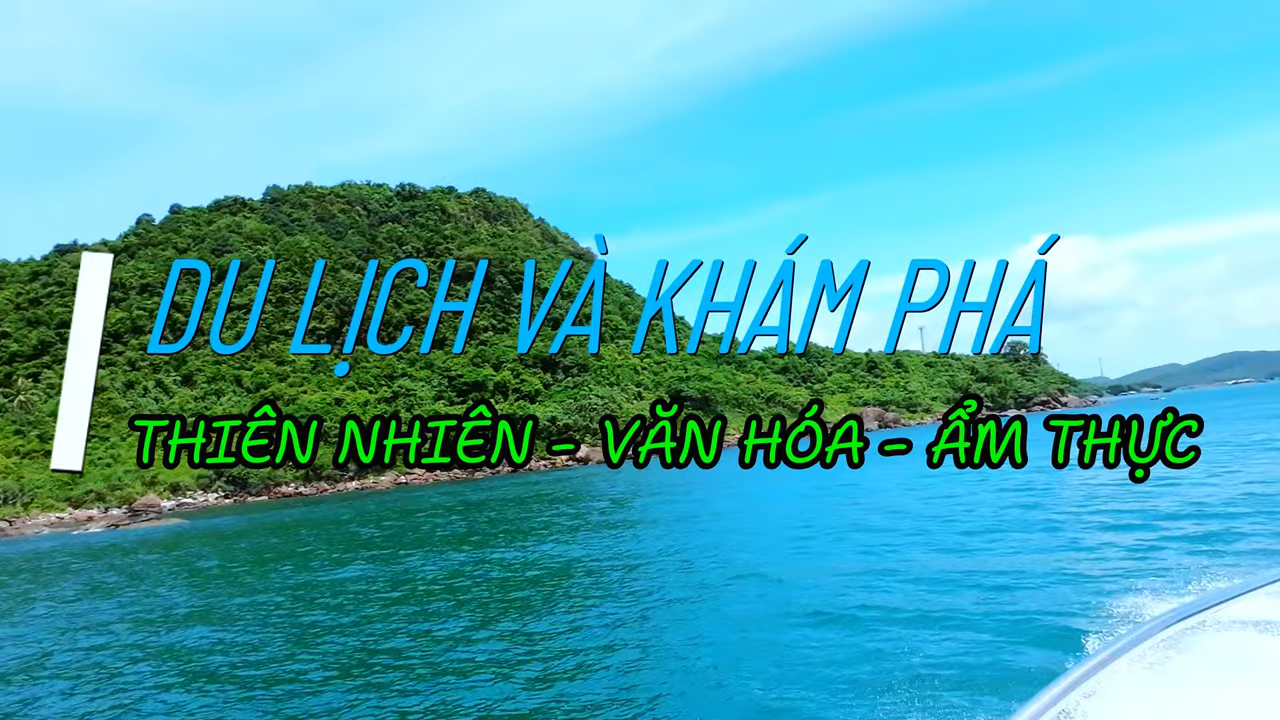 DU LỊCH VÀ KHÁM PHÁ
THIÊN NHIÊN - VĂN HÓA - ẨM THỰC